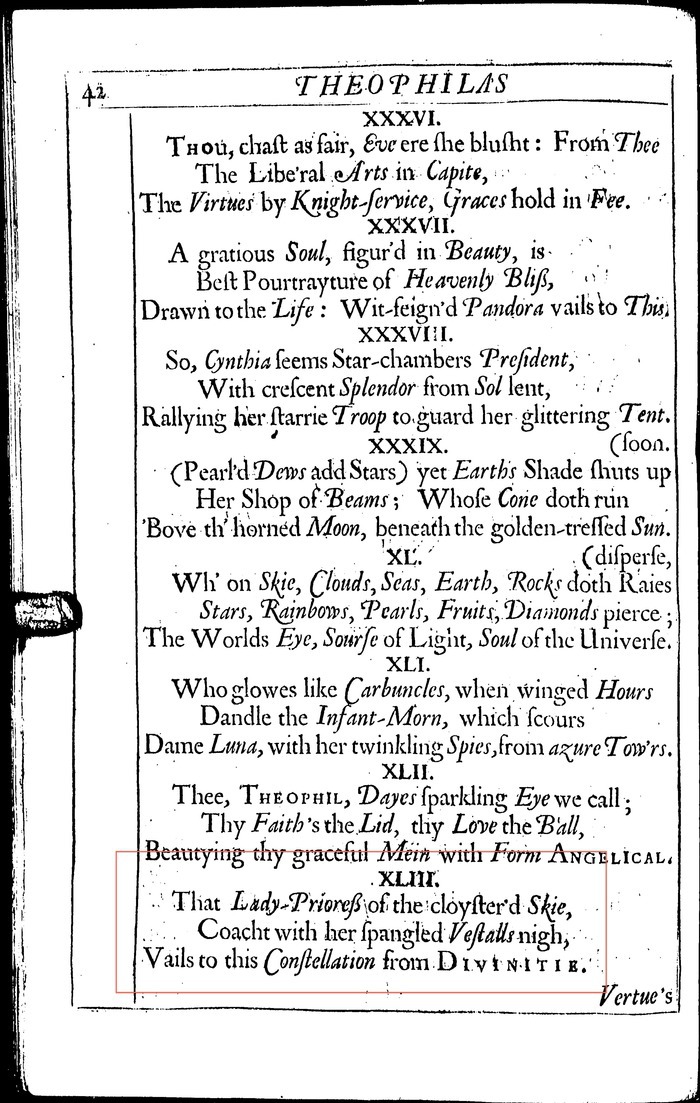 42 THEOPHILAS
XXXVI.
THOU, chaſt as fair, Eve ere ſhe bluſht: From Thee
The Libe'ral Arts in Capite,
The Virtues by Knight-ſervice, Graces hold in Fee.
XXXVII.
A gratious Soul, figur'd in Beauty, is
Beſt Pourtrayture of Heavenly Bliß,
Drawn to the Life: Wit-feign'd Pandora vails to This.
XXXVIII.
So, Cynthia ſeems Star-chambers Preſident,
With creſcent Splendor from Sol lent,
Rallying her ſtarrie Troop to guard her glittering Tent.
XXXIX. (ſoon.
(Pearl'd Dews add Stars) yet Earths Shade ſhuts up
Her Shop of Beams; Whoſe Cone doth run
'Bove th' horned Moon, beneath the golden-treſſed Sun.
XL. (diſperſe,
Wh' on Skie, Clouds, Seas, Earth, Rocks doth Raies
Stars, Rainbows, Pearls, Fruits, Diamonds pierce;
The Worlds Eye, Sourſe of Light, Soul of the Univerſe.
XLI.
Who glowes like Carbuncles, when winged Hours
Dandle the Infant-Morn, which ſcours
Dame Luna, with her twinkling Spies, from azure Tow'rs.
XLII.
Thee, THEOPHIL, Dayes ſparkling Eye we call;
Thy Faith's the Lid, thy Love the Ball,
Beautying thy graceful Mein with Form ANGELICAL.
XLIII.
That Lady-Prioreß of the cloyſter'd Skie,
Coacht with her ſpangled Veſtalls nigh,
Vails to this Conſtellation from DIVINITIE.
Vertue's